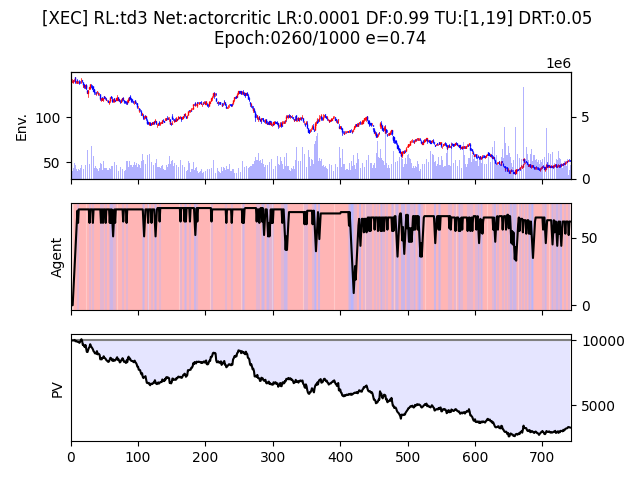 [XEC] RL:td3 Net:actorcritic LR:0.0001 DF:0.99 TU:[1,19] DRT:0.05
Epoch:0260/1000 e=0.74
1e6
Env.
100
50
5
0
Agent
50
0
PV
10000
5000
0 100 200 300 400 500 600 700